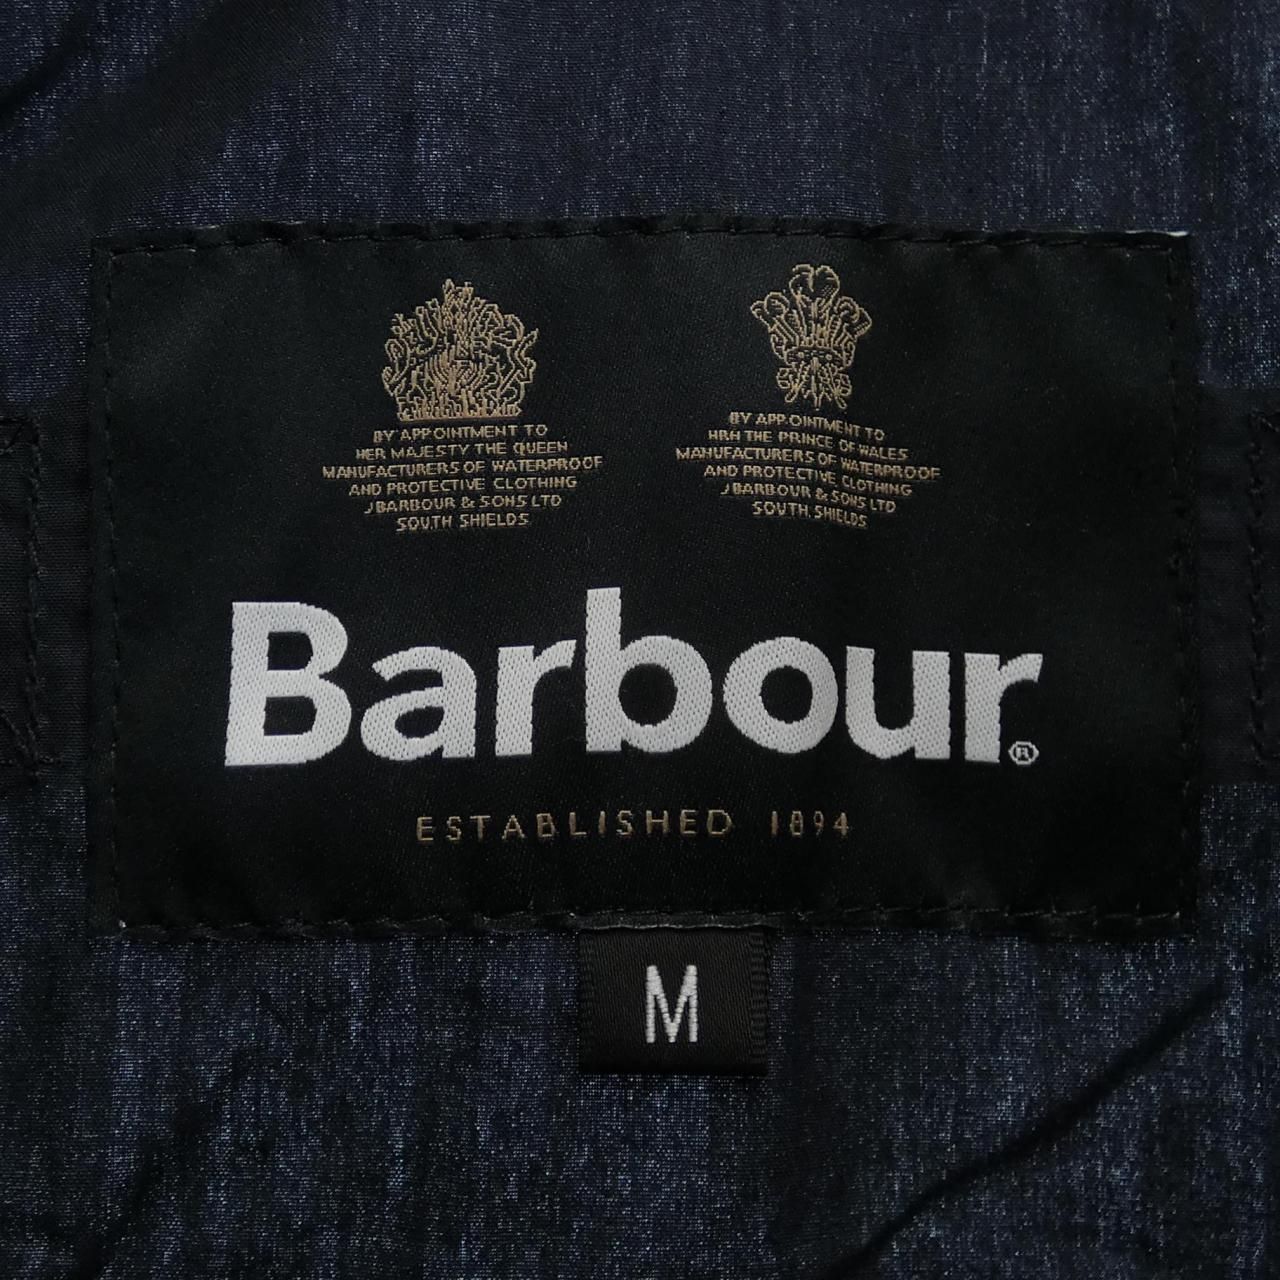 BY APPOINTMENT TO
HER MAJESTY THE QUEEN
MANUFACTURERS OF WATERPROOF
AND PROTECTIVE CLOTHING
J BARBOUR & SONS LTD
SOUTH SHIELDS
BY APPOINTMENT TO
HRH THE PRINCE OF WALES
MANUFACTURERS OF WATERPROOF
AND PROTECTIVE CLOTHING
J BARBOUR & SONS LTD
SOUTH SHIELDS
Barbour®
ESTABLISHED 1894
M